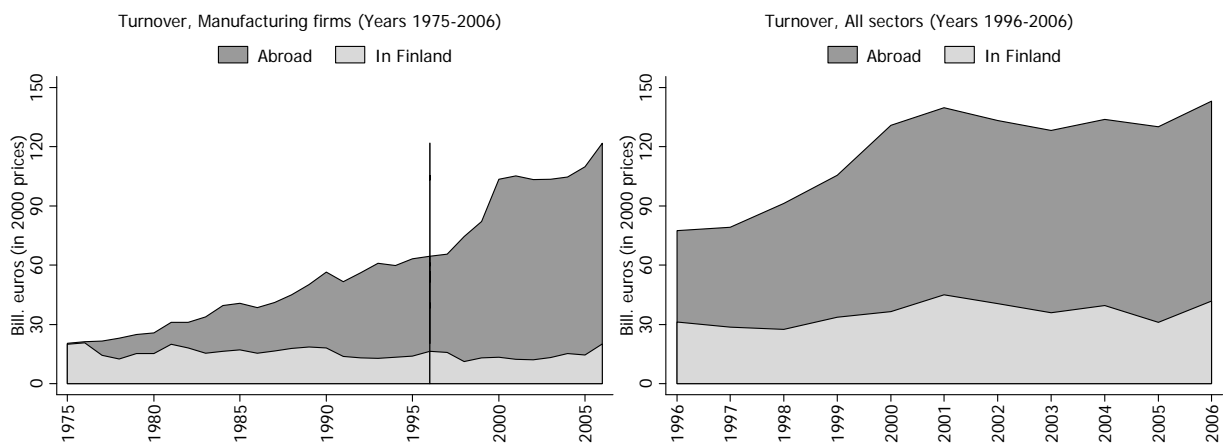 Turnover, Manufacturing firms (Years 1975-2006)
Abroad In Finland
Bill. euros (in 2000 prices)
150
120
90
60
30
0
1975 1980 1985 1990 1995 2000 2005
Turnover, All sectors (Years 1996-2006)
Abroad In Finland
Bill. euros (in 2000 prices)
150
120
90
60
30
0
1996 1997 1998 1999 2000 2001 2002 2003 2004 2005 2006